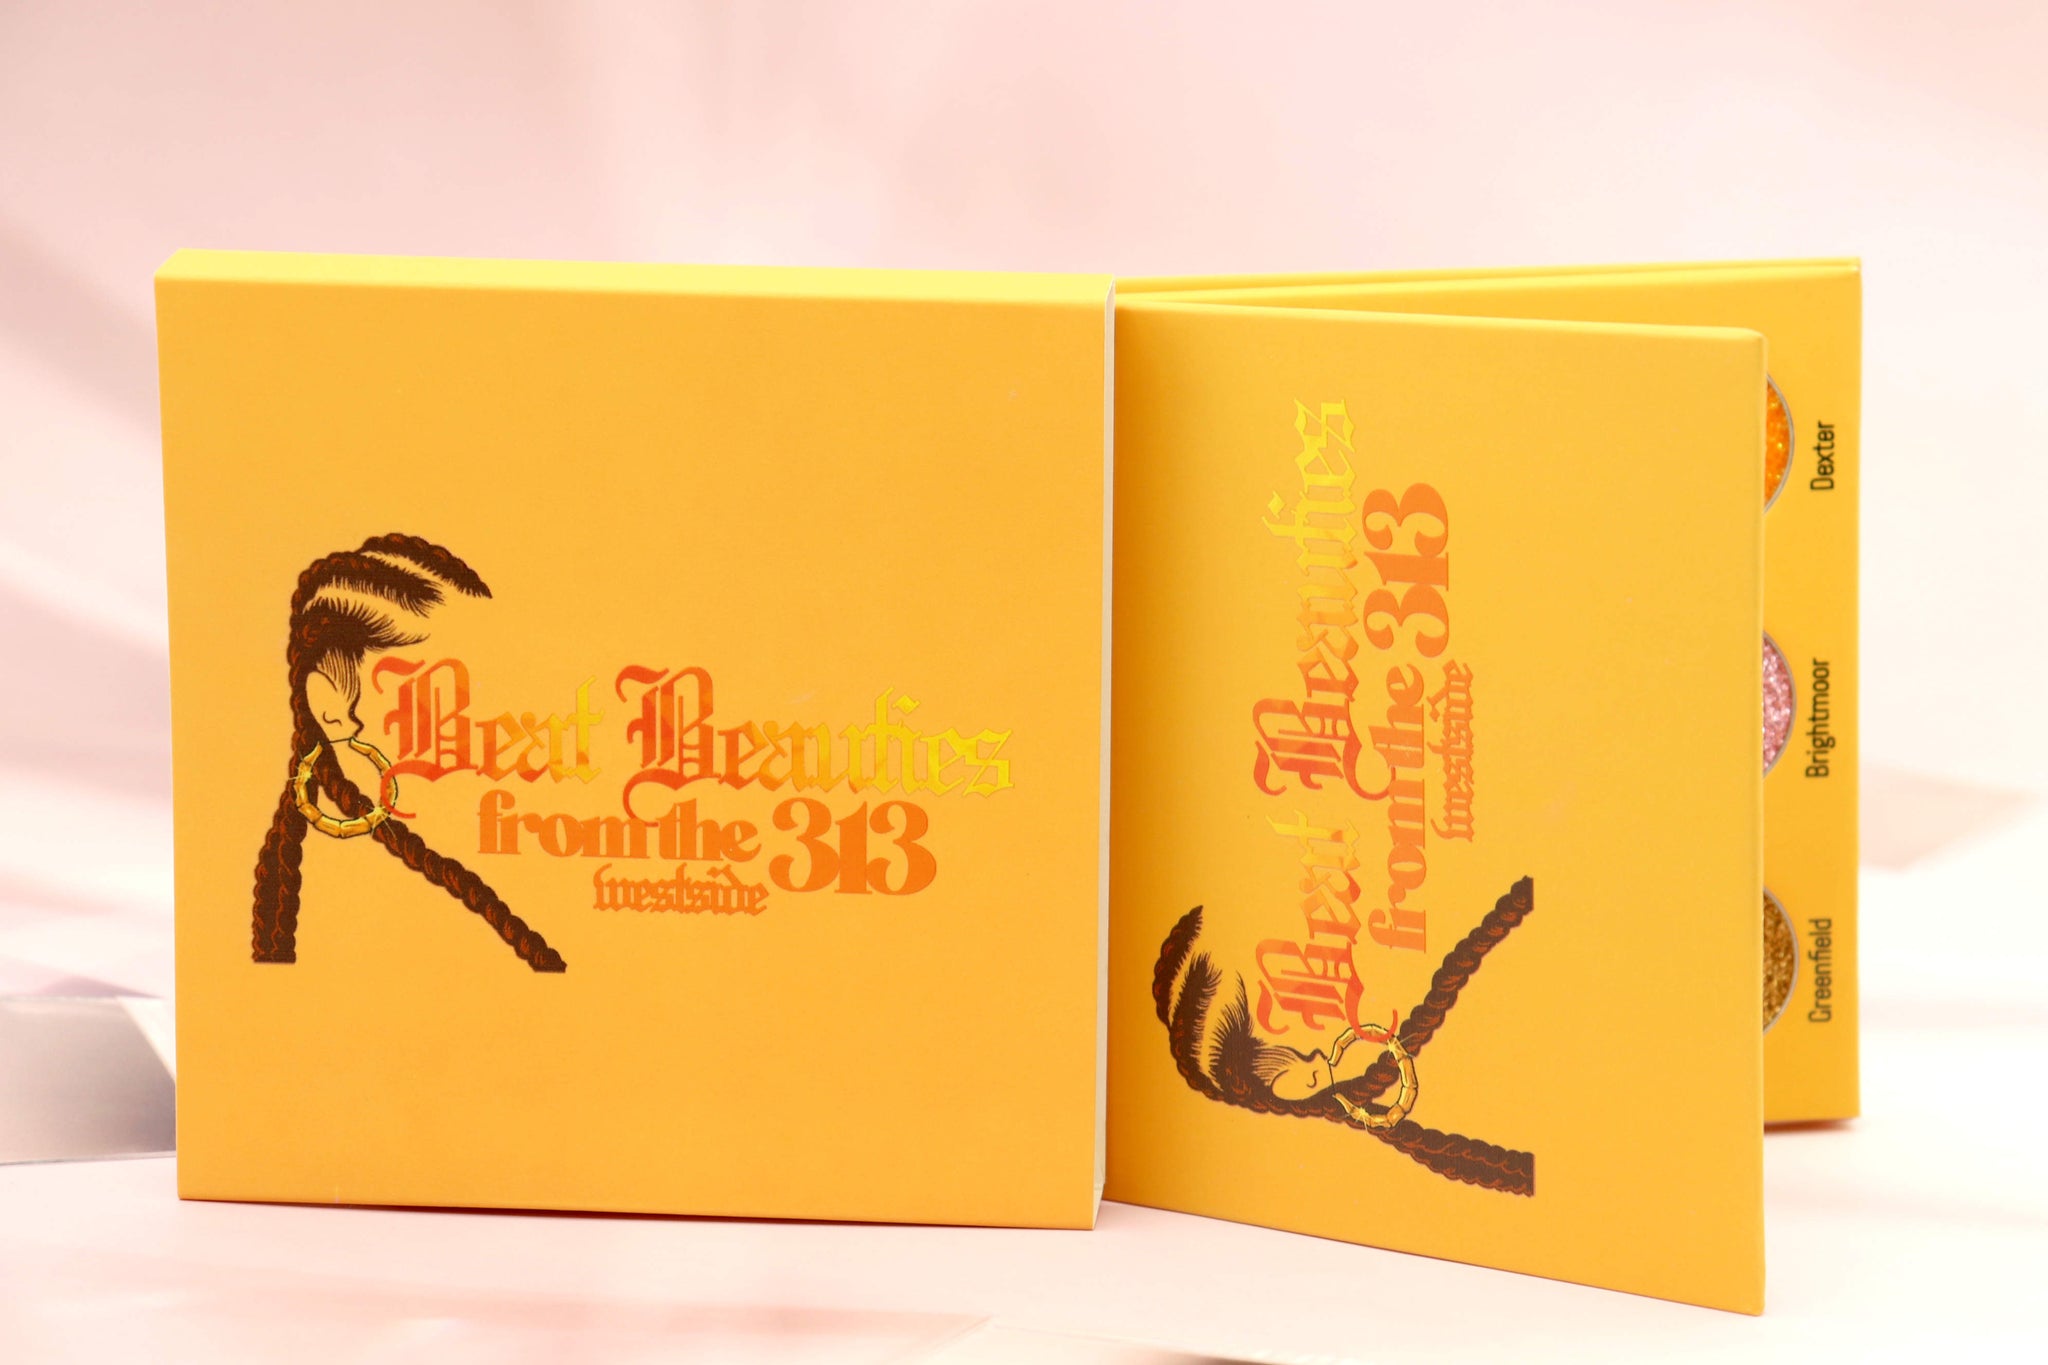 Beat Beauties
from the 313
westside
Beat Beauties
from the 313
westside
Dexter
Brightmoor
Greenfield